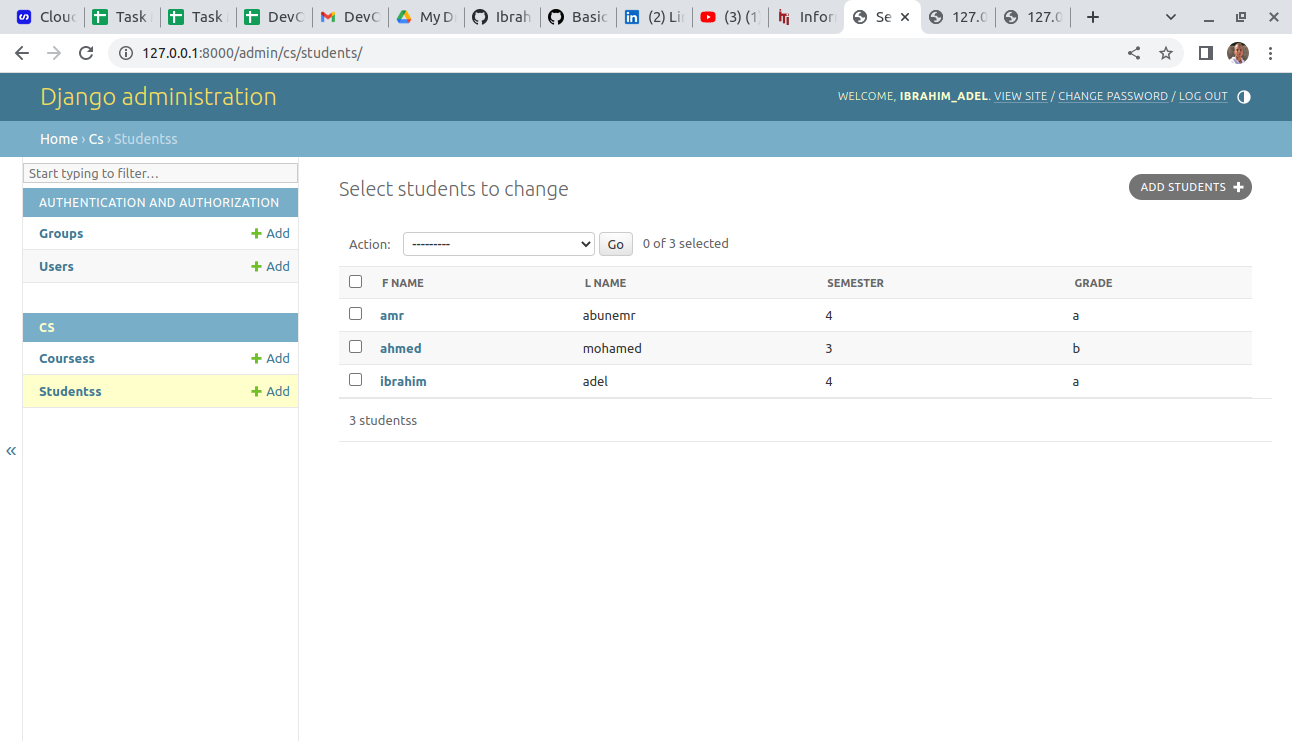 Cloud Task Task DevO DevO My D Ibrah Basic (2) Li (3) (1) Infor Se 127.0 127.0
127.0.0.1:8000/admin/cs/students/
Django administration
WELCOME, IBRAHIM_ADEL. VIEW SITE / CHANGE PASSWORD / LOG OUT
Home › Cs › Studentss
Start typing to filter…
AUTHENTICATION AND AUTHORIZATION
Groups + Add
Users + Add
CS
Coursess + Add
Studentss + Add
«
Select students to change
ADD STUDENTS +
Action: --------- Go 0 of 3 selected
F NAME L NAME SEMESTER GRADE
amr abunemr 4 a
ahmed mohamed 3 b
ibrahim adel 4 a
3 studentss